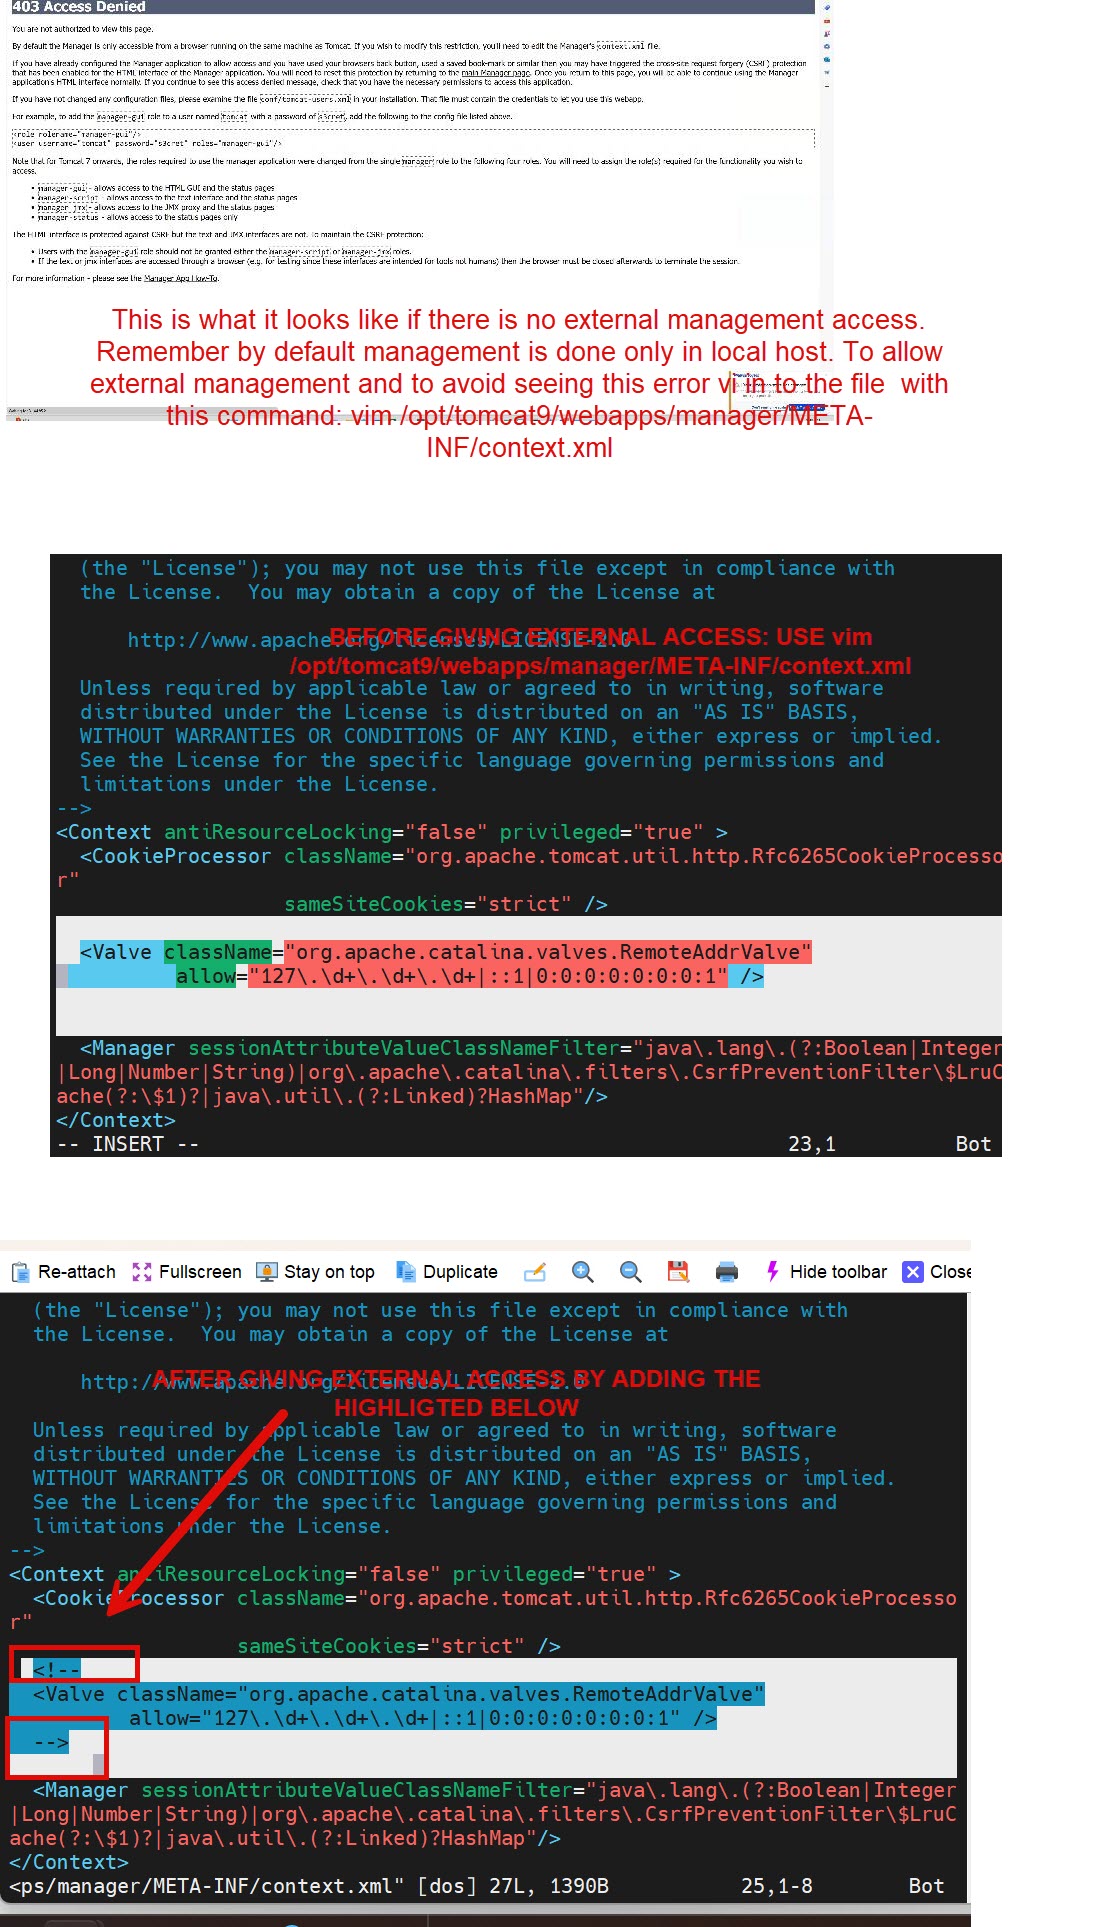 403 Access Denied
You are not authorized to view this page.
By default the Manager is only accessible from a browser running on the same machine as Tomcat. If you wish to modify this restriction, you'll need to edit the Manager's context.xml file.
If you have already configured the Manager application to allow access and you have used your browsers back button, used a saved book-mark or similar then you may have triggered the cross-site request forgery (CSRF) protection
that has been enabled for the HTML interface of the Manager application. You will need to reset this protection by returning to the main Manager page. Once you return to this page, you will be able to continue using the Manager
application's HTML interface normally. If you continue to see this access denied message, check that you have the necessary permissions to access this application.
If you have not changed any configuration files, please examine the file conf/tomcat-users.xml in your installation. That file must contain the credentials to let you use this webapp.
For example, to add the manager-gui role to a user named tomcat with a password of s3cret, add the following to the config file listed above.
<role rolename="manager-gui"/>
<user username="tomcat" password="s3cret" roles="manager-gui"/>
Note that for Tomcat 7 onwards, the roles required to use the manager application were changed from the single manager role to the following four roles. You will need to assign the role(s) required for the functionality you wish to
access.
• manager-gui - allows access to the HTML GUI and the status pages
• manager-script - allows access to the text interface and the status pages
• manager-jmx - allows access to the JMX proxy and the status pages
• manager-status - allows access to the status pages only
The HTML interface is protected against CSRF but the text and JMX interfaces are not. To maintain the CSRF protection:
• Users with the manager-gui role should not be granted either the manager-script or manager-jmx roles.
• If the text or jmx interfaces are accessed through a browser (e.g. for testing since these interfaces are intended for tools not humans) then the browser must be closed afterwards to terminate the session.
For more information - please see the Manager App How-To.
This is what it looks like if there is no external management access.
Remember by default management is done only in local host. To allow
external management and to avoid seeing this error vim in to the file with
this command: vim /opt/tomcat9/webapps/manager/META-
INF/context.xml
(the "License"); you may not use this file except in compliance with
the License.  You may obtain a copy of the License at
http://www.apache.org/licenses/LICENSE-2.0
BEFORE GIVING EXTERNAL ACCESS: USE vim
/opt/tomcat9/webapps/manager/META-INF/context.xml
Unless required by applicable law or agreed to in writing, software
distributed under the License is distributed on an "AS IS" BASIS,
WITHOUT WARRANTIES OR CONDITIONS OF ANY KIND, either express or implied.
See the License for the specific language governing permissions and
limitations under the License.
-->
<Context antiResourceLocking="false" privileged="true" >
<CookieProcessor className="org.apache.tomcat.util.http.Rfc6265CookieProcesso
r"
sameSiteCookies="strict" />
<Valve className="org.apache.catalina.valves.RemoteAddrValve"
allow="127\.\d+\.\d+\.\d+|::1|0:0:0:0:0:0:0:1" />
<Manager sessionAttributeValueClassNameFilter="java\.lang\.(?:Boolean|Integer
|Long|Number|String)|org\.apache\.catalina\.filters\.CsrfPreventionFilter\$LruC
ache(?:\$1)?|java\.util\.(?:Linked)?HashMap"/>
</Context>
-- INSERT -- 23,1 Bot
Re-attach Fullscreen Stay on top Duplicate Hide toolbar Close
(the "License"); you may not use this file except in compliance with
the License.  You may obtain a copy of the License at
http://www.apache.org/licenses/LICENSE-2.0
AFTER GIVING EXTERNAL ACCESS BY ADDING THE
HIGHLIGTED BELOW
Unless required by applicable law or agreed to in writing, software
distributed under the License is distributed on an "AS IS" BASIS,
WITHOUT WARRANTIES OR CONDITIONS OF ANY KIND, either express or implied.
See the License for the specific language governing permissions and
limitations under the License.
-->
<Context antiResourceLocking="false" privileged="true" >
<CookieProcessor className="org.apache.tomcat.util.http.Rfc6265CookieProcesso
r"
sameSiteCookies="strict" />
<!--
<Valve className="org.apache.catalina.valves.RemoteAddrValve"
allow="127\.\d+\.\d+\.\d+|::1|0:0:0:0:0:0:0:1" />
-->
<Manager sessionAttributeValueClassNameFilter="java\.lang\.(?:Boolean|Integer
|Long|Number|String)|org\.apache\.catalina\.filters\.CsrfPreventionFilter\$LruC
ache(?:\$1)?|java\.util\.(?:Linked)?HashMap"/>
</Context>
<ps/manager/META-INF/context.xml" [dos] 27L, 1390B 25,1-8 Bot